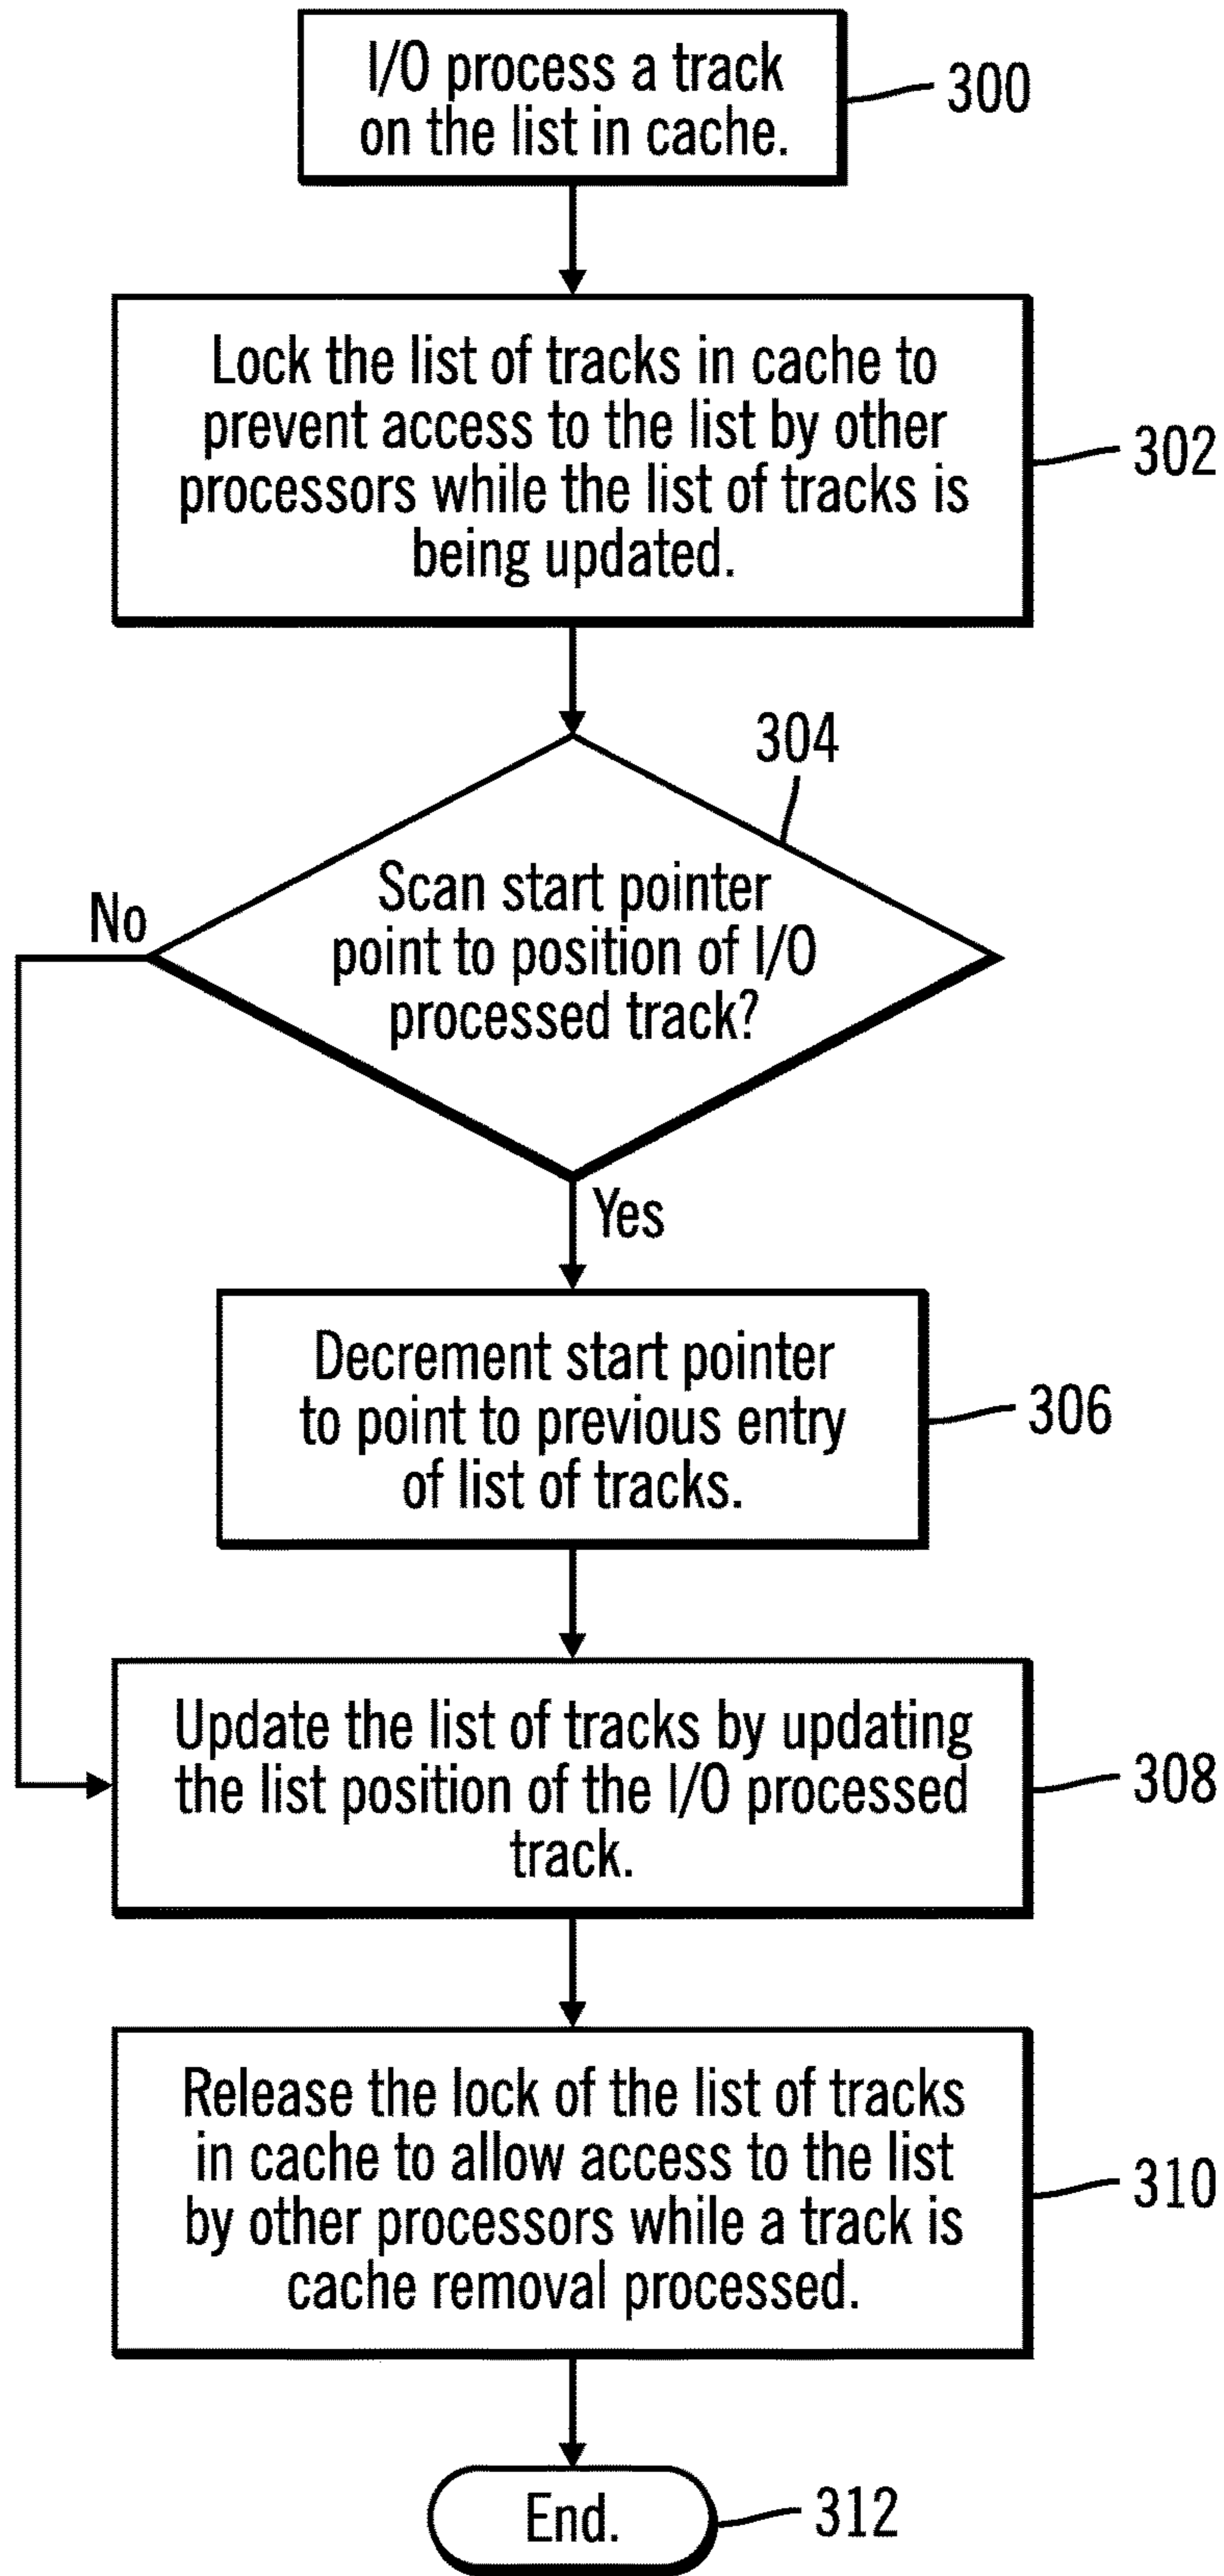 I/O process a track
on the list in cache.
300
Lock the list of tracks in cache to
prevent access to the list by other
processors while the list of tracks is
being updated.
302
304
Scan start pointer
point to position of I/O
processed track?
No
Yes
Decrement start pointer
to point to previous entry
of list of tracks.
306
Update the list of tracks by updating
the list position of the I/O processed
track.
308
Release the lock of the list of tracks
in cache to allow access to the list
by other processors while a track is
cache removal processed.
310
End.
312